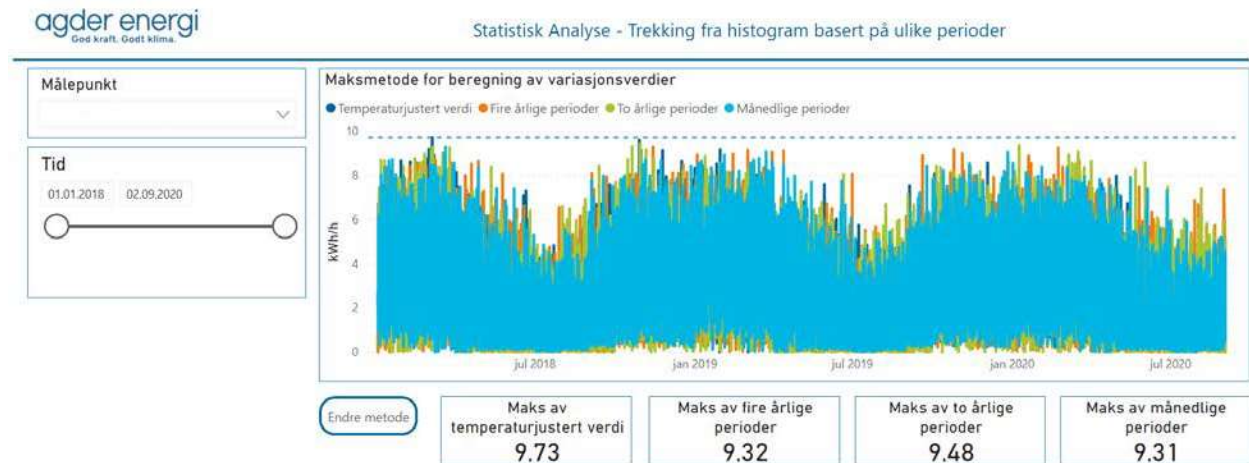 agder energi
God kraft. Godt klima.
Statistisk Analyse - Trekking fra histogram basert på ulike perioder
Målepunkt
Tid
01.01.2018 02.09.2020
Maksmetode for beregning av variasjonsverdier
Temperaturjustert verdi Fire årlige perioder To årlige perioder Månedlige perioder
10
8
6
4
2
0
kWh/h
jul 2018 jan 2019 jul 2019 jan 2020 jul 2020
Endre metode
Maks av
temperaturjustert verdi
9,73
Maks av fire årlige
perioder
9,32
Maks av to årlige
perioder
9,48
Maks av månedlige
perioder
9,31